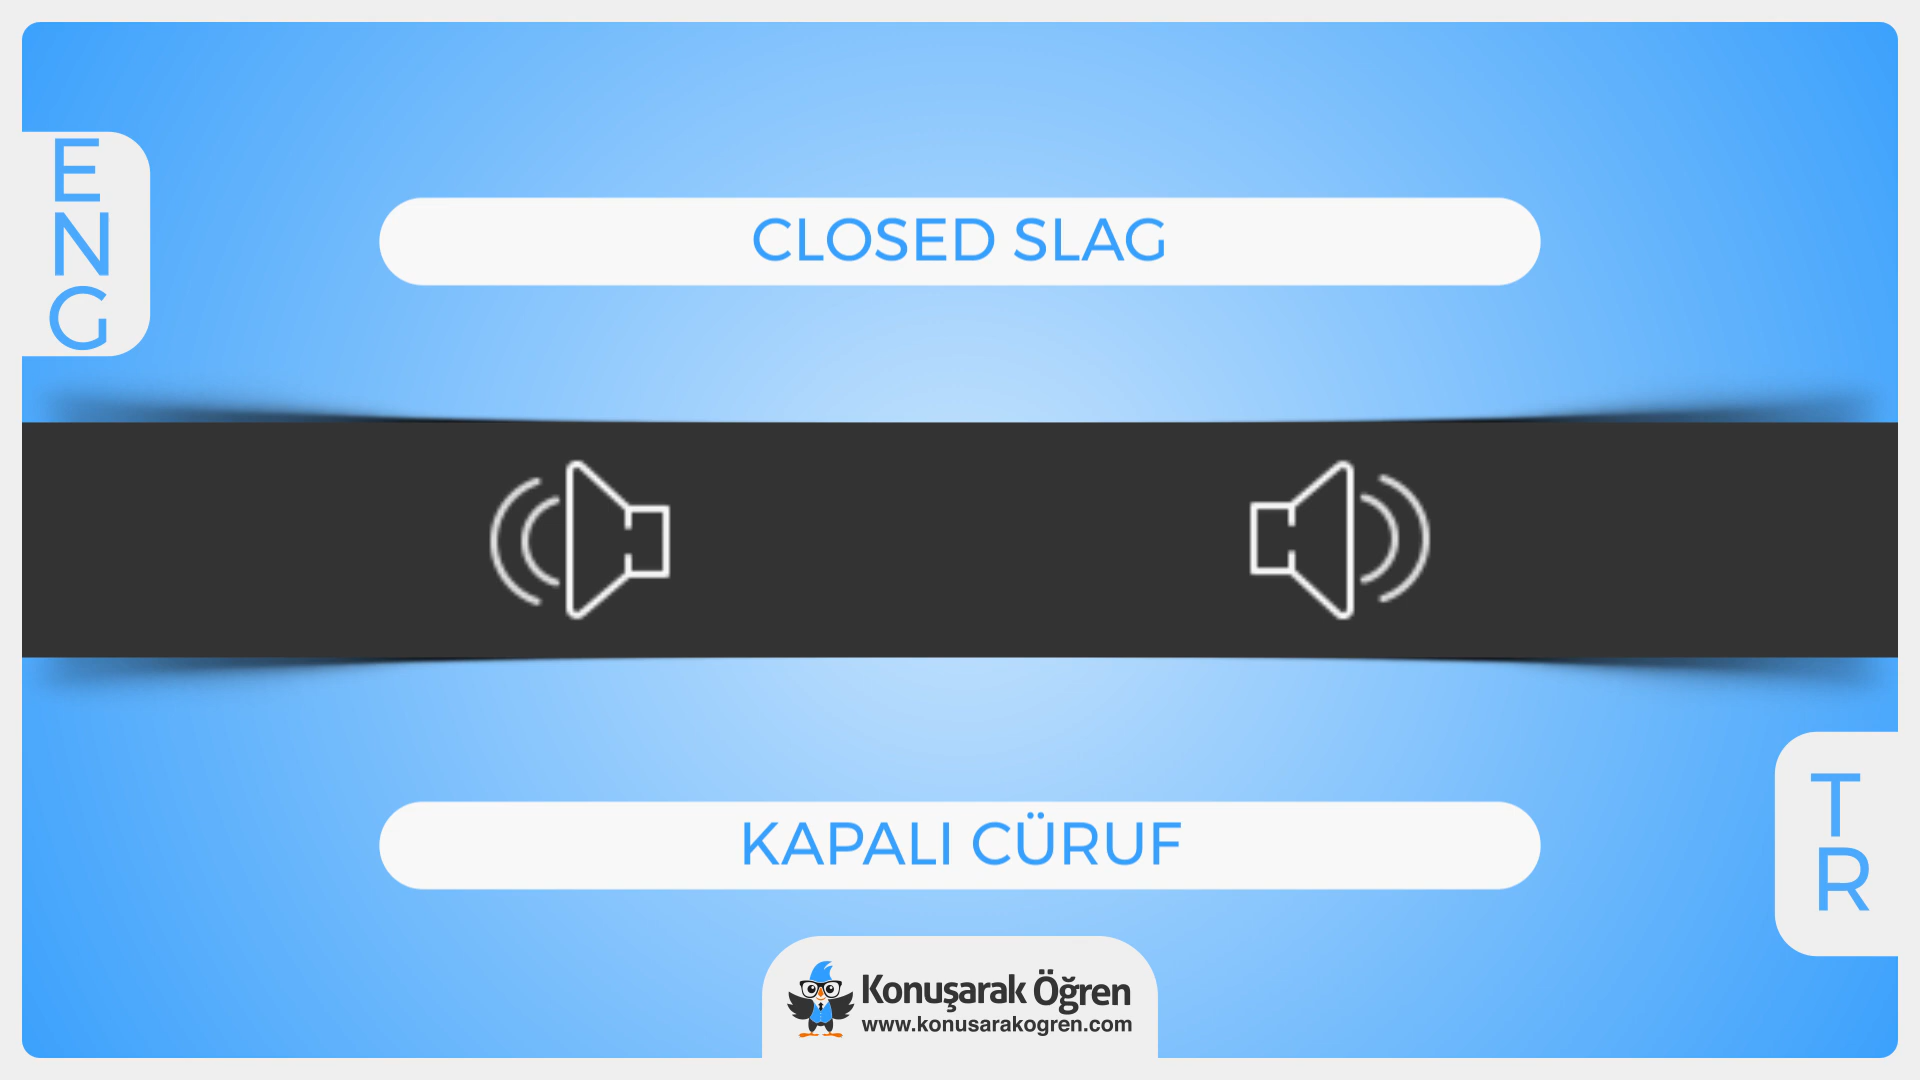 ENG
CLOSED SLAG
KAPALI CÜRUF
TR
Konuşarak Öğren
www.konusarakogren.com